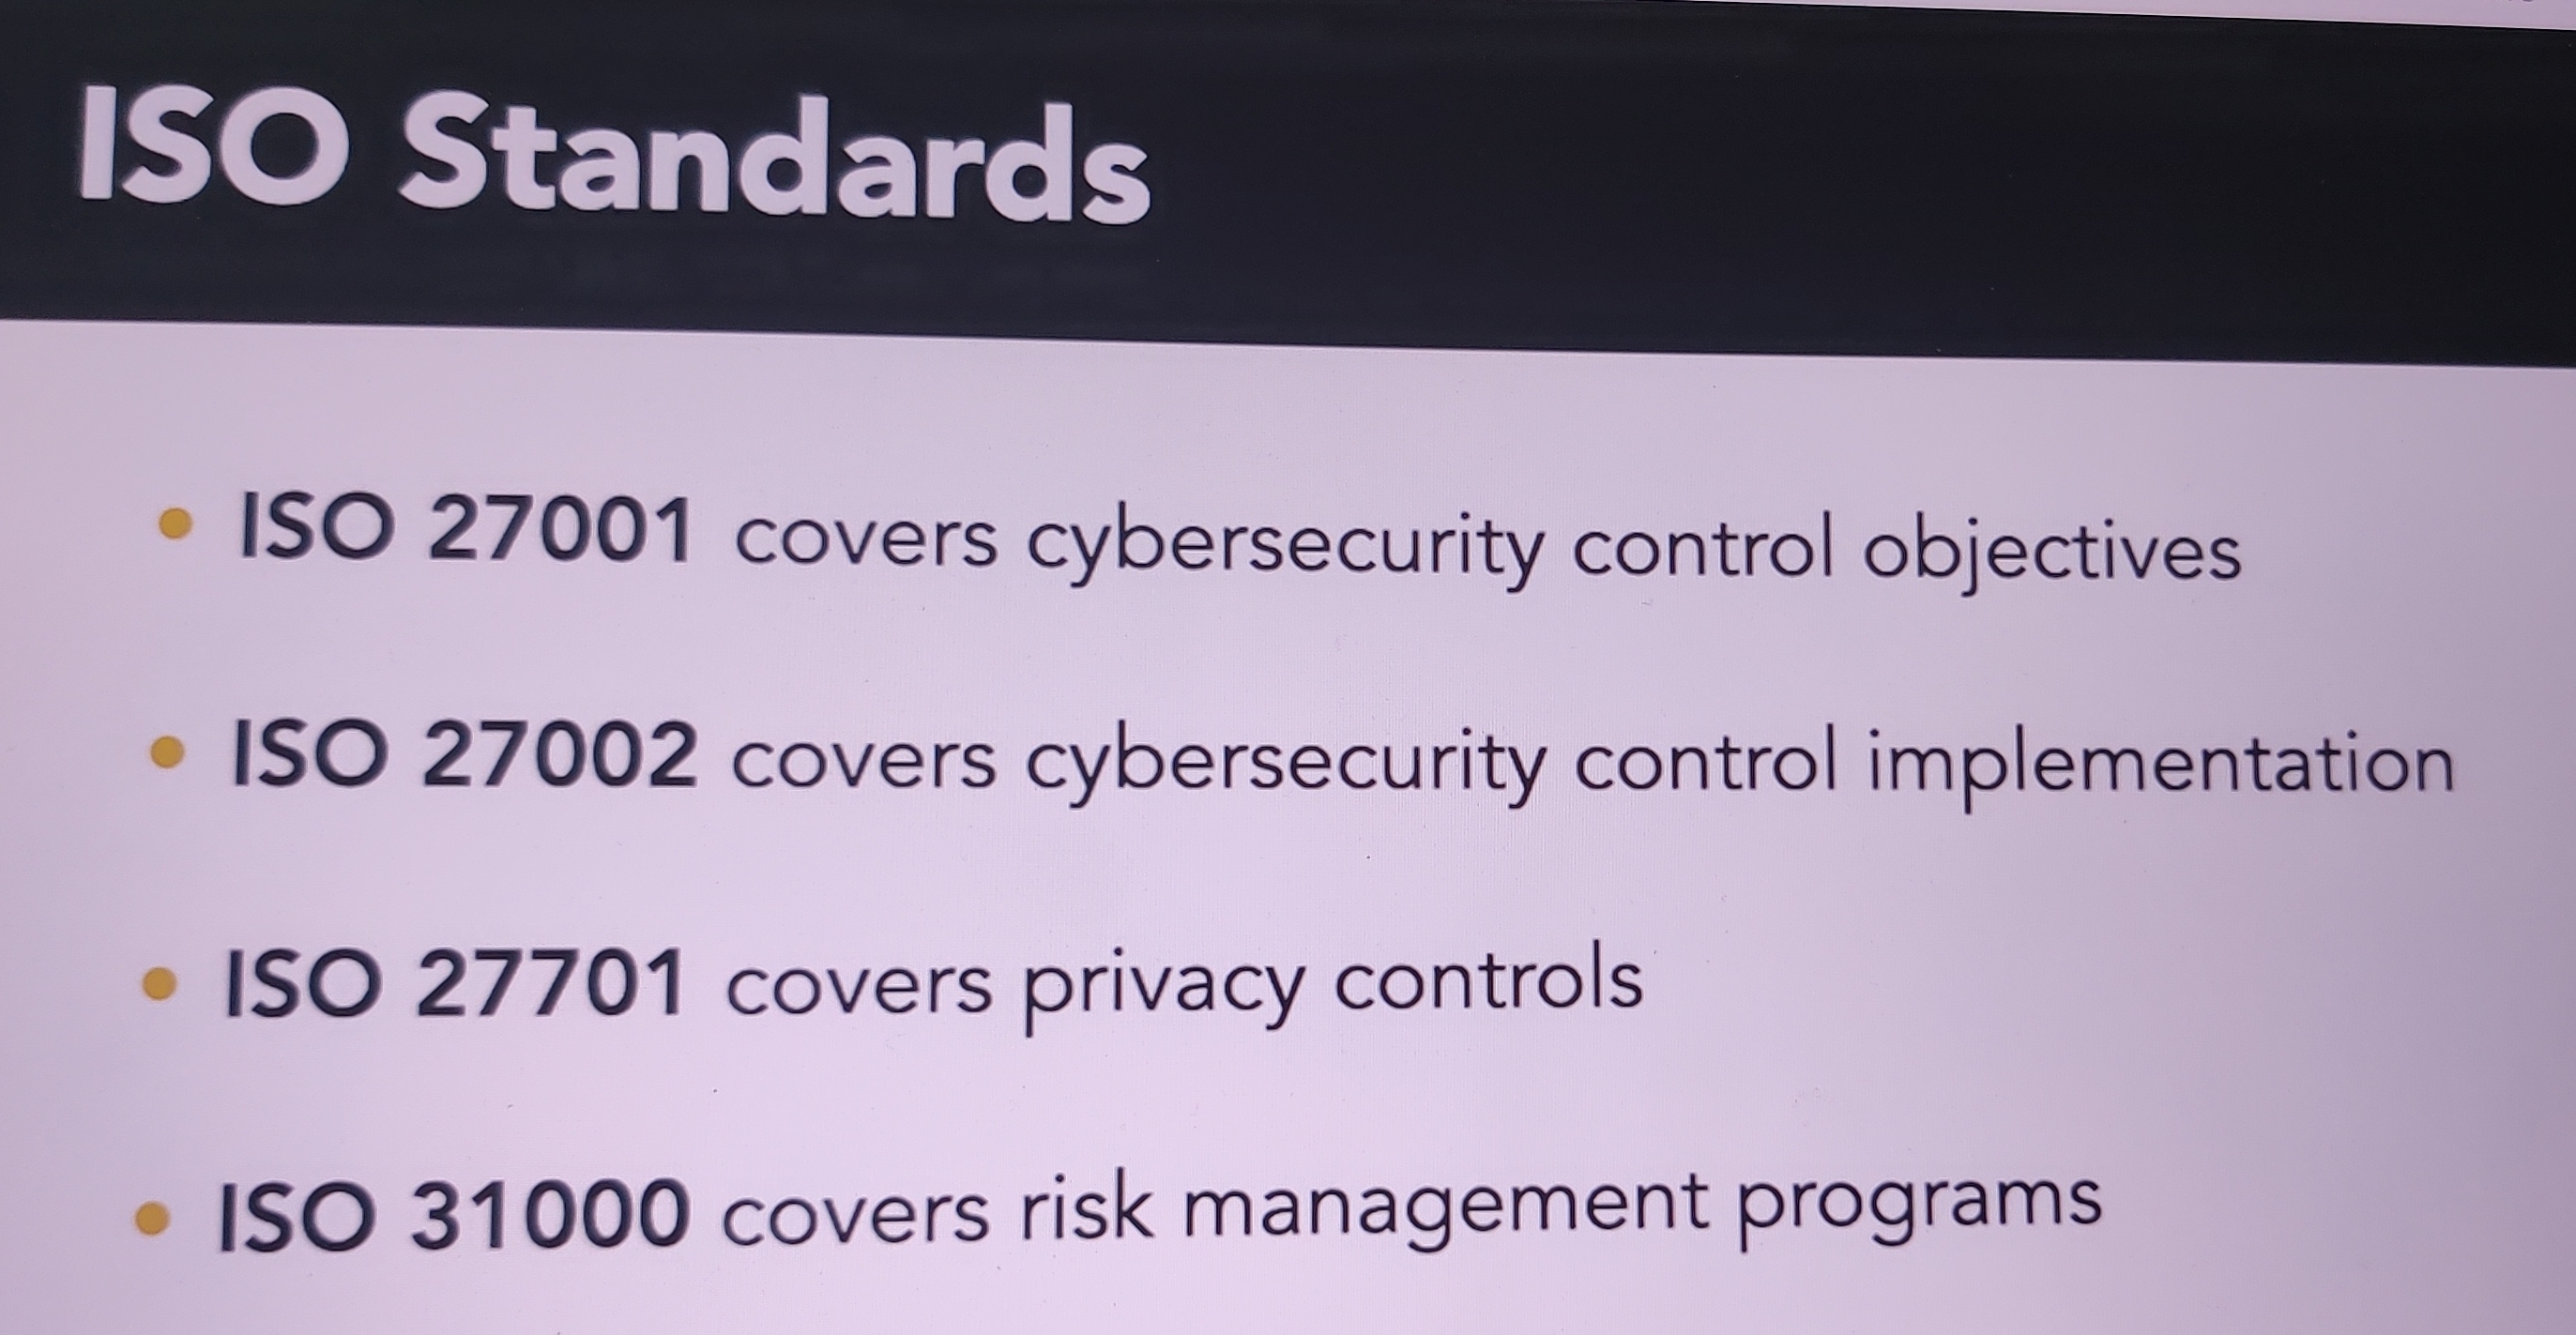 ISO Standards
• ISO 27001 covers cybersecurity control objectives
• ISO 27002 covers cybersecurity control implementation
• ISO 27701 covers privacy controls
• ISO 31000 covers risk management programs